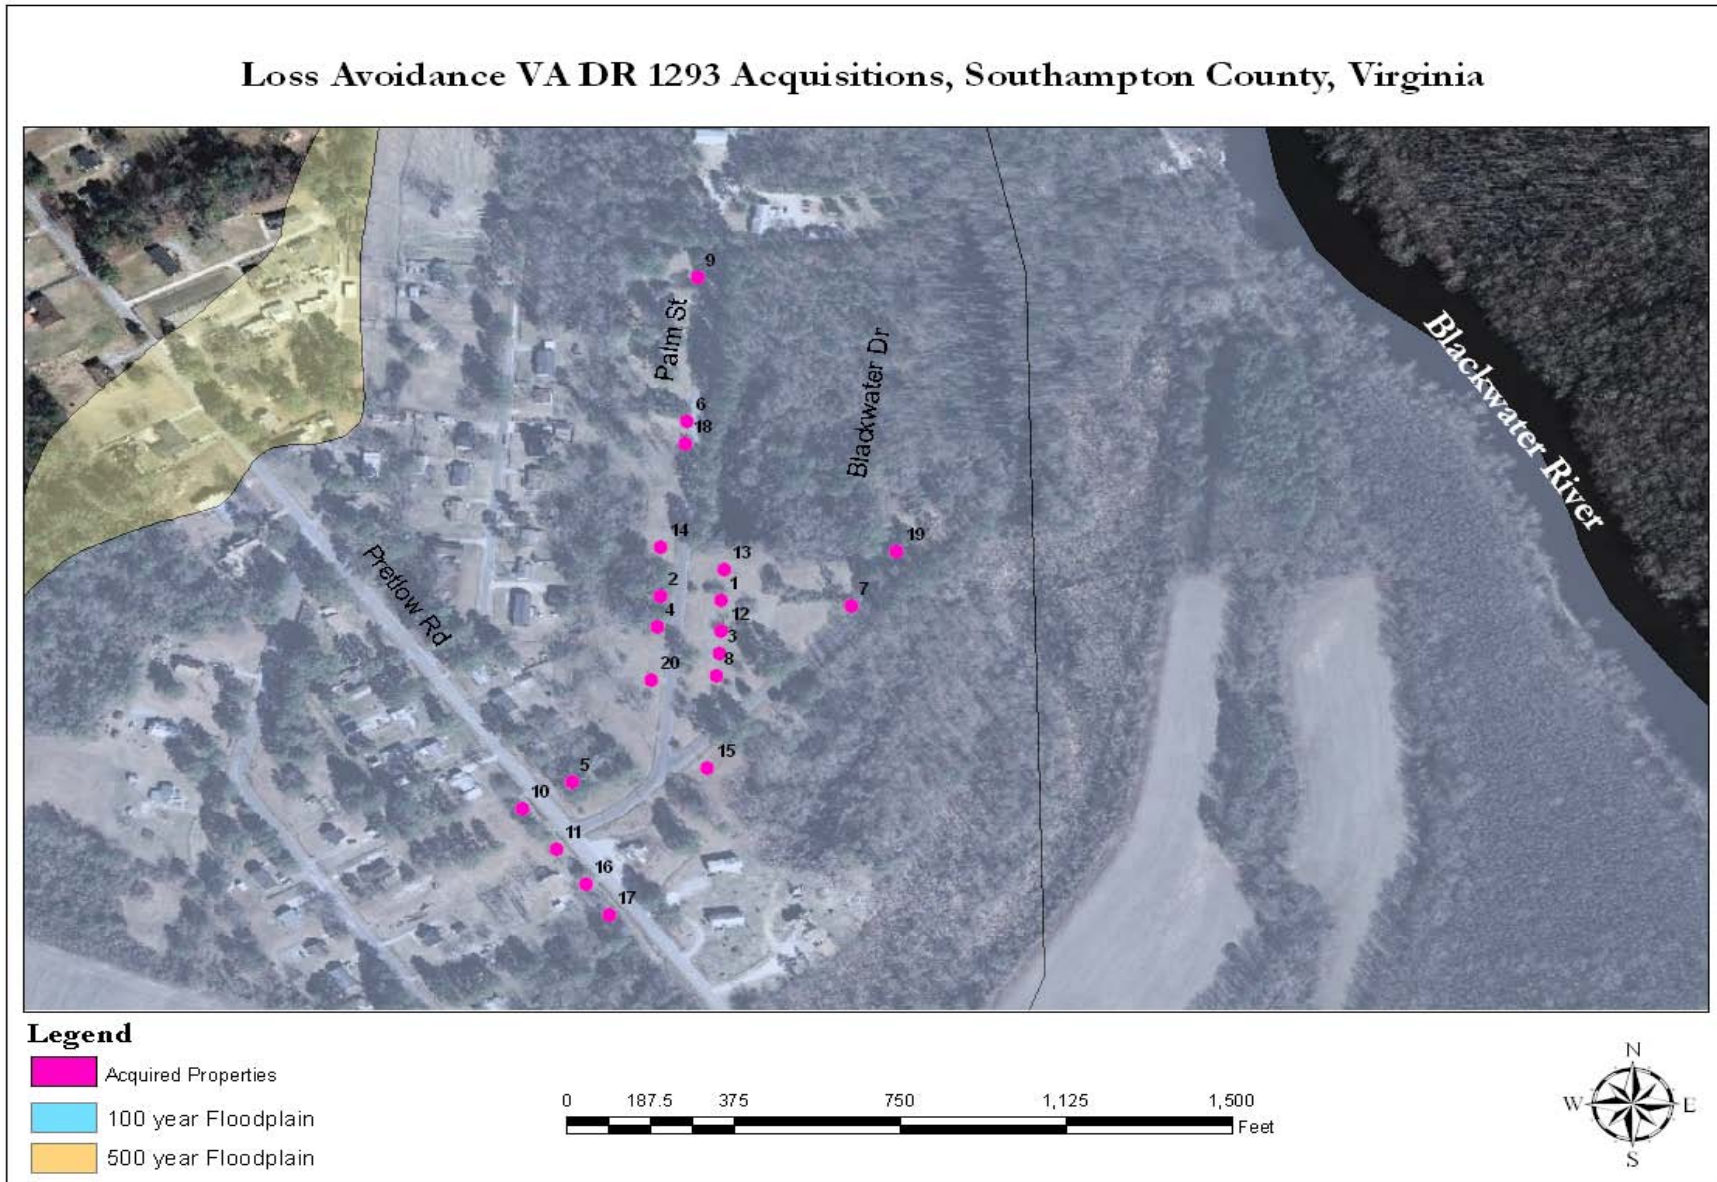 Loss Avoidance VA DR 1293 Acquisitions, Southampton County, Virginia
9
Palm St
Blackwater Dr
Blackwater River
6
18
14
13
19
Pretlow Rd
2
1
7
4
12
3
8
20
15
5
10
11
16
17
Legend
Acquired Properties
100 year Floodplain
500 year Floodplain
0 187.5 375 750 1,125 1,500
Feet
N
W E
S